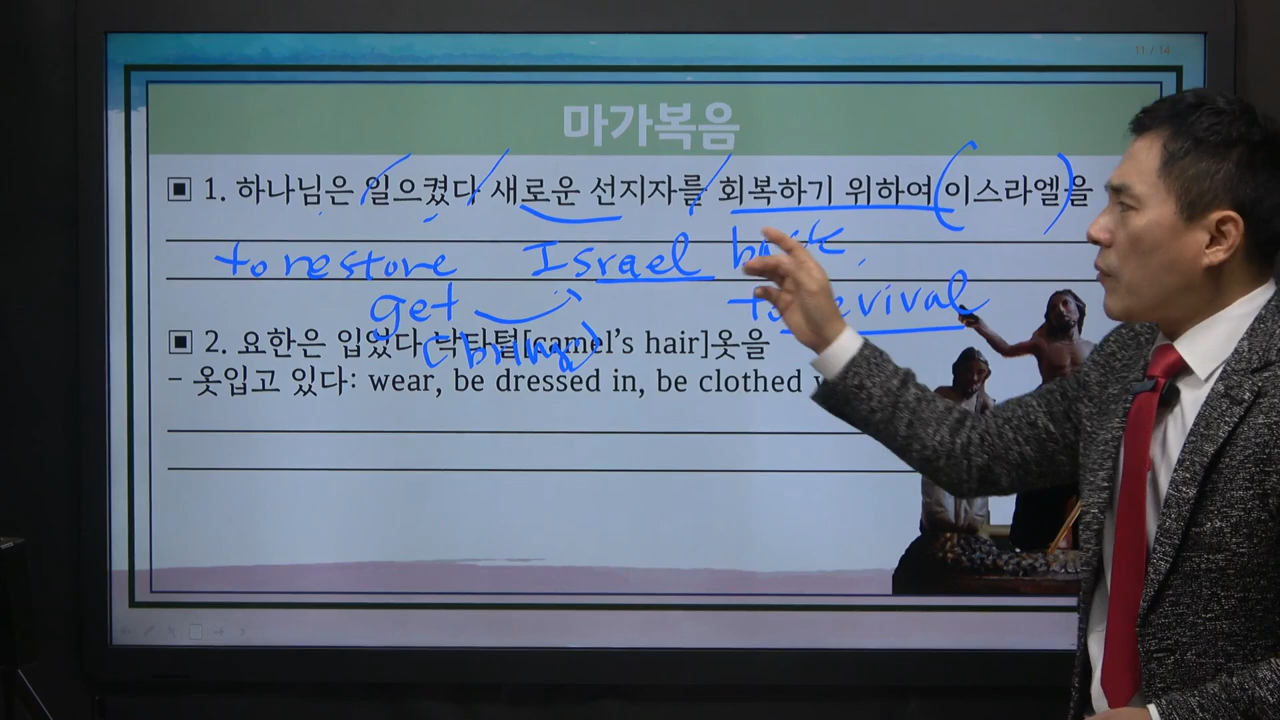 11 / 14
마가복음
▣ 1. 하나님은 일으켰다 새로운 선지자를 회복하기 위하여 (이스라엘)을
to restore Israel back
get to revival
(bring)
▣ 2. 요한은 입었다 낙타털[camel's hair]옷을
- 옷입고 있다: wear, be dressed in, be clothed